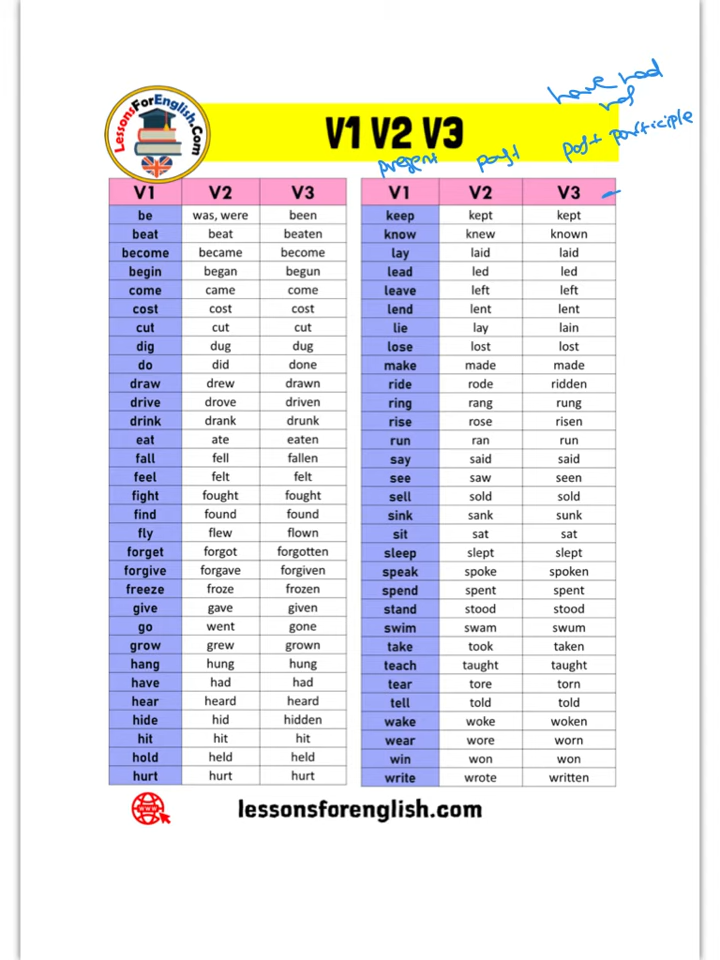 have had
LessonsForEnglish.Com
V1 V2 V3
present past past participle
V1 V2 V3
be was, were been
beat beat beaten
become became become
begin began begun
come came come
cost cost cost
cut cut cut
dig dug dug
do did done
draw drew drawn
drive drove driven
drink drank drunk
eat ate eaten
fall fell fallen
feel felt felt
fight fought fought
find found found
fly flew flown
forget forgot forgotten
forgive forgave forgiven
freeze froze frozen
give gave given
go went gone
grow grew grown
hang hung hung
have had had
hear heard heard
hide hid hidden
hit hit hit
hold held held
hurt hurt hurt
V1 V2 V3
keep kept kept
know knew known
lay laid laid
lead led led
leave left left
lend lent lent
lie lay lain
lose lost lost
make made made
ride rode ridden
ring rang rung
rise rose risen
run ran run
say said said
see saw seen
sell sold sold
sink sank sunk
sit sat sat
sleep slept slept
speak spoke spoken
spend spent spent
stand stood stood
swim swam swum
take took taken
teach taught taught
tear tore torn
tell told told
wake woke woken
wear wore worn
win won won
write wrote written
WWW
lessonsforenglish.com